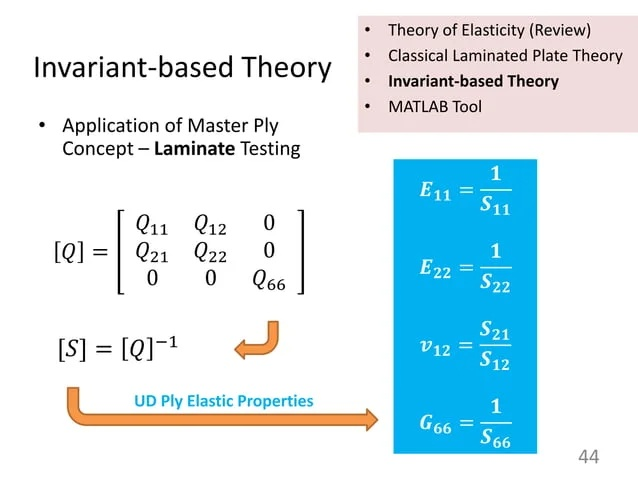 Invariant-based Theory
• Theory of Elasticity (Review)
• Classical Laminated Plate Theory
• Invariant-based Theory
• MATLAB Tool
• Application of Master Ply
Concept – Laminate Testing
[Q] =
Q₁₁ Q₁₂ 0
Q₂₁ Q₂₂ 0
0 0 Q₆₆
[S] = [Q]⁻¹
UD Ply Elastic Properties
E₁₁ = 1/S₁₁
E₂₂ = 1/S₂₂
v₁₂ = S₂₁/S₁₂
G₆₆ = 1/S₆₆
44